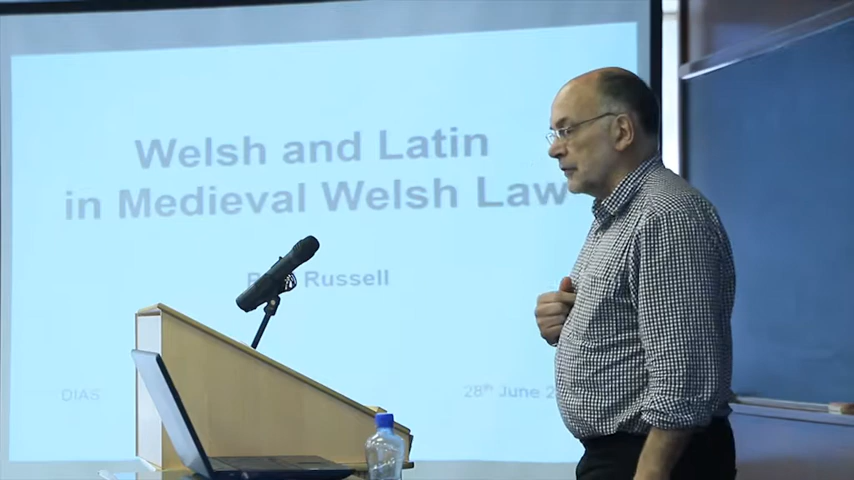 Welsh and Latin
in Medieval Welsh Law
Russell
DIAS
28th June